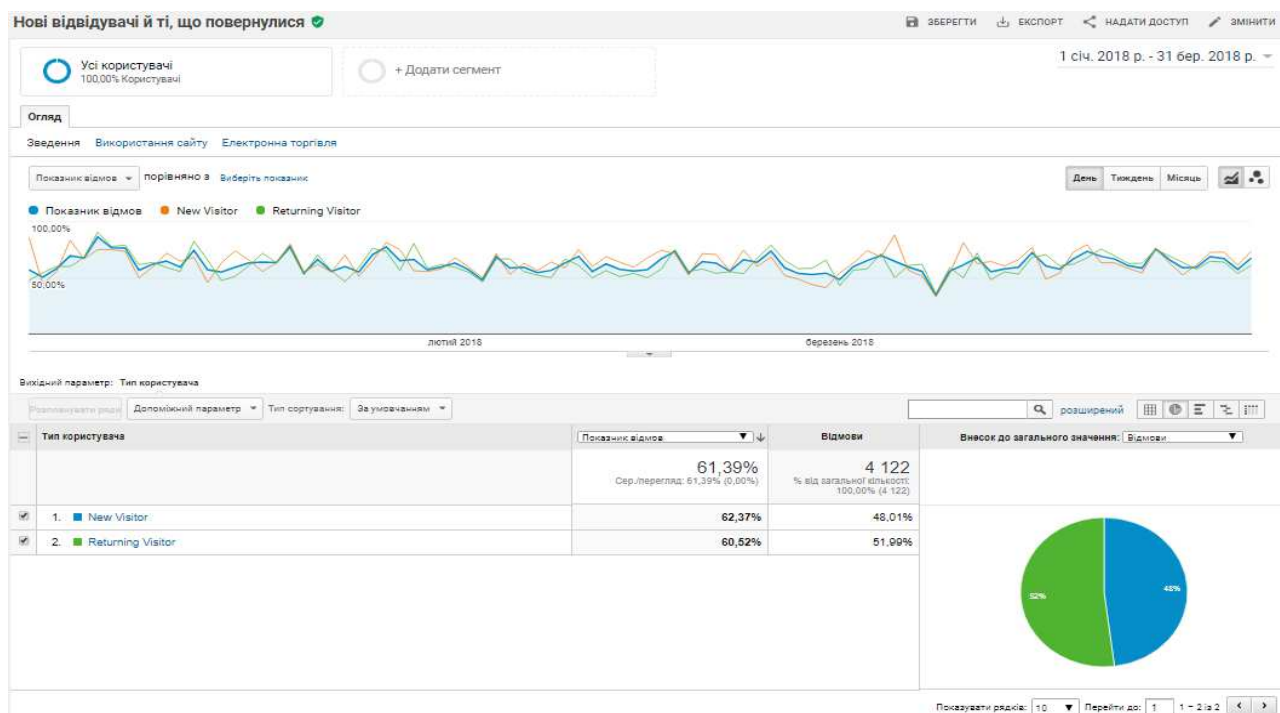 Нові відвідувачі й ті, що повернулися
ЗБЕРЕГТИ ЕКСПОРТ НАДАТИ ДОСТУП ЗМІНИТИ
Усі користувачі
100,00% Користувачі
+ Додати сегмент
1 січ. 2018 р. - 31 бер. 2018 р.
Огляд
Зведення Використання сайту Електронна торгівля
Показник відмов порівняно з Виберіть показник
День Тиждень Місяць
Показник відмов New Visitor Returning Visitor
100,00%
50,00%
лютий 2018 березень 2018
Вихідний параметр: Тип користувача
Допоміжний параметр Тип сортування: За умовчанням
розширений
Тип користувача Показник відмов Відмови Внесок до загального значення: Відмови
61,39% 4 122
Сер./перегляд: 61,39% (0,00%) % від загальної кількості:
100,00% (4 122)
1. New Visitor 62,37% 48,01%
2. Returning Visitor 60,52% 51,99%
48%
52%
Показувати рядків: 10 Перейти до: 1 1 – 2 із 2